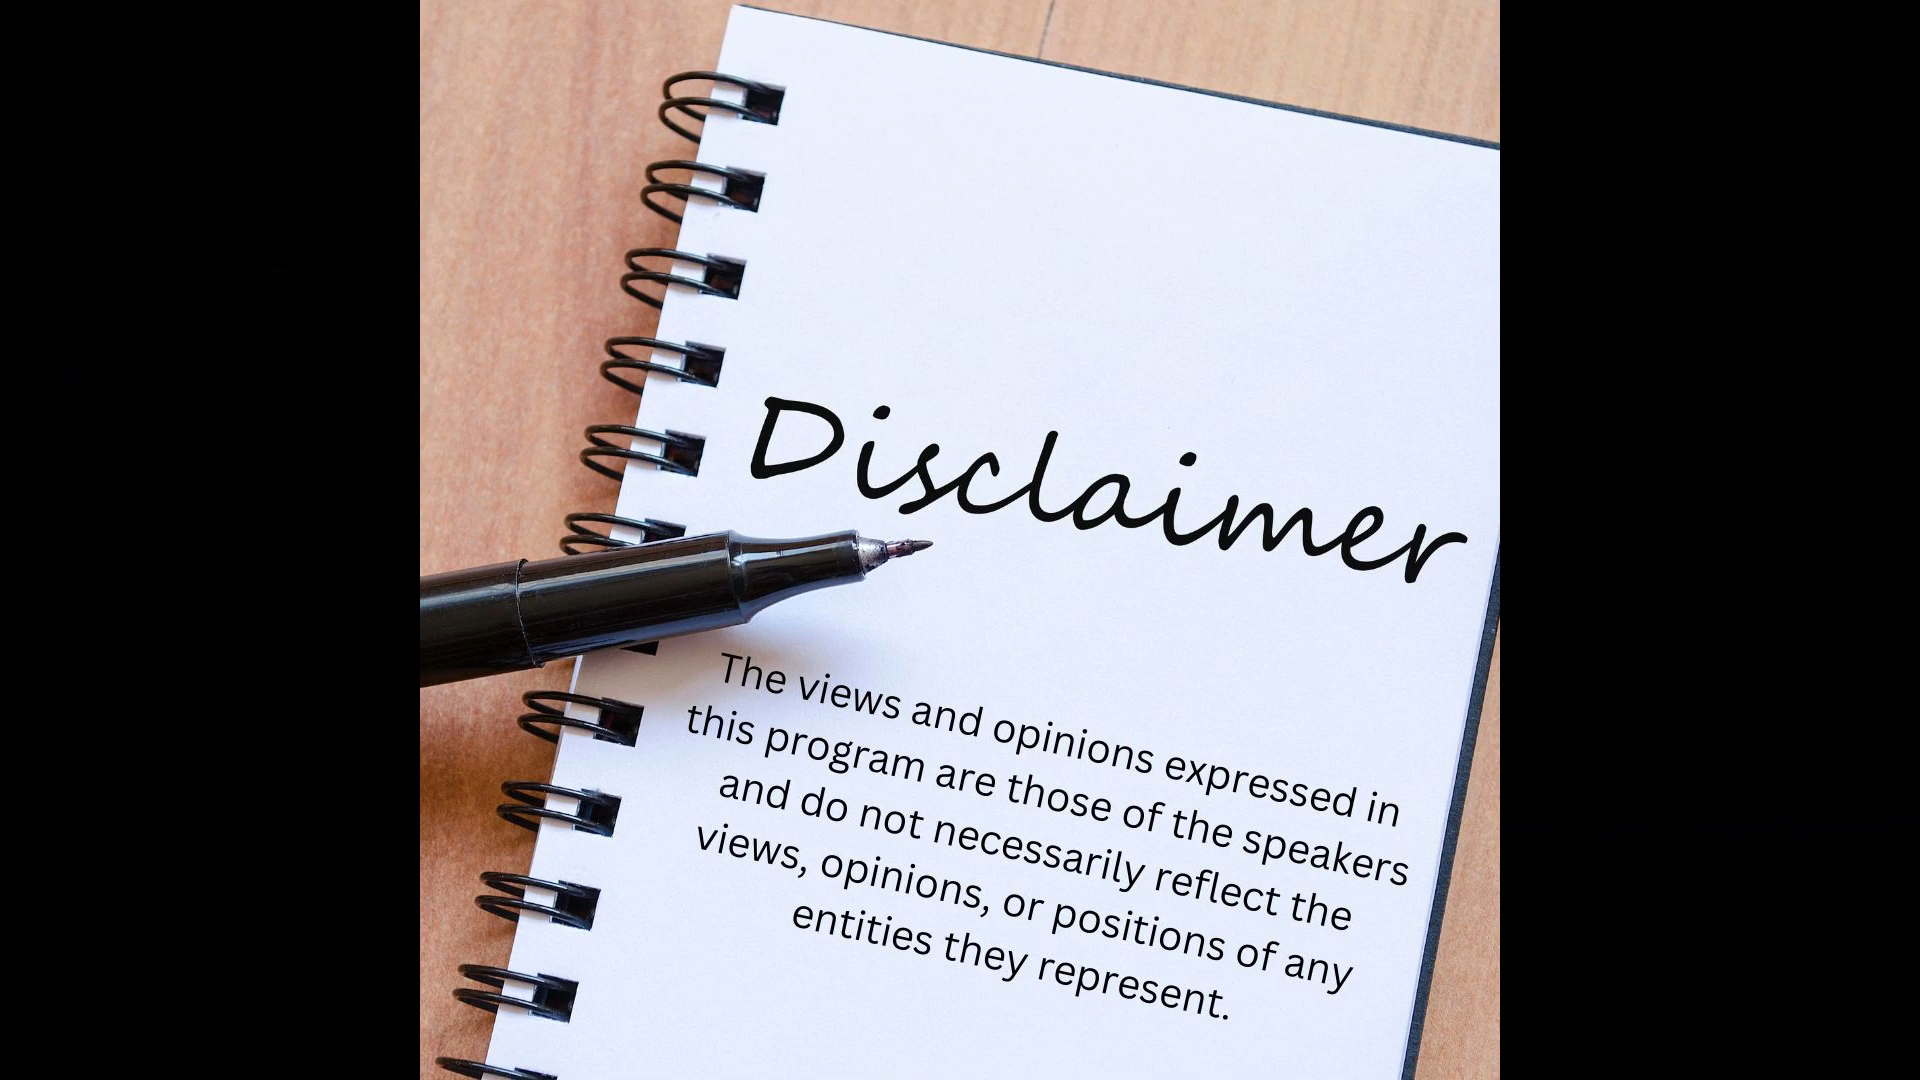 Disclaimer
The views and opinions expressed in
this program are those of the speakers
and do not necessarily reflect the
views, opinions, or positions of any
entities they represent.